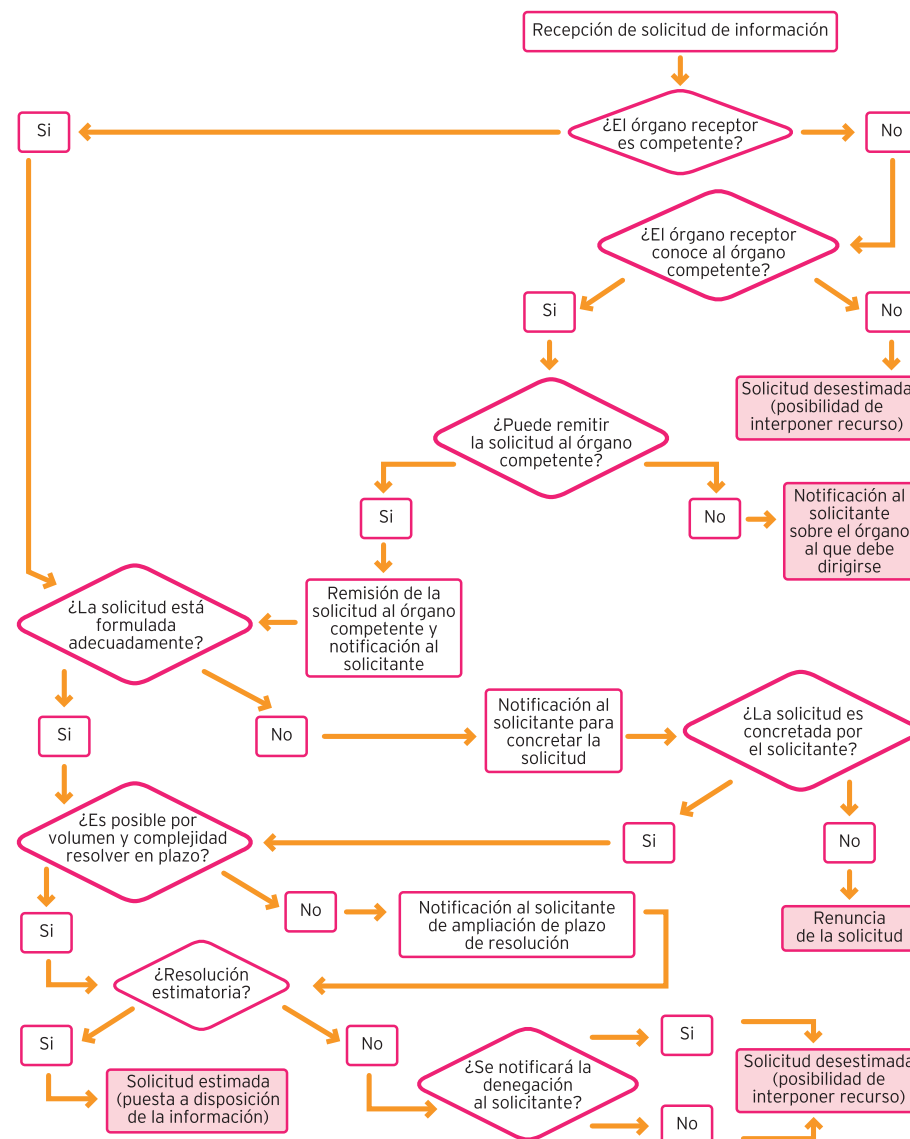 Recepción de solicitud de información
¿El órgano receptor
es competente?
Si
No
¿El órgano receptor
conoce al órgano
competente?
Si
No
Solicitud desestimada
(posibilidad de
interponer recurso)
¿Puede remitir
la solicitud al órgano
competente?
Si
No
Notificación al
solicitante
sobre el órgano
al que debe
dirigirse
Remisión de la
solicitud al órgano
competente y
notificación al
solicitante
¿La solicitud está
formulada
adecuadamente?
Si
No
Notificación al
solicitante para
concretar la
solicitud
¿La solicitud es
concretada por
el solicitante?
Si
No
Renuncia
de la solicitud
¿Es posible por
volumen y complejidad
resolver en plazo?
Si
No
Notificación al solicitante
de ampliación de plazo
de resolución
¿Resolución
estimatoria?
Si
No
Solicitud estimada
(puesta a disposición
de la información)
¿Se notificará la
denegación
al solicitante?
Si
No
Solicitud desestimada
(posibilidad de
interponer recurso)